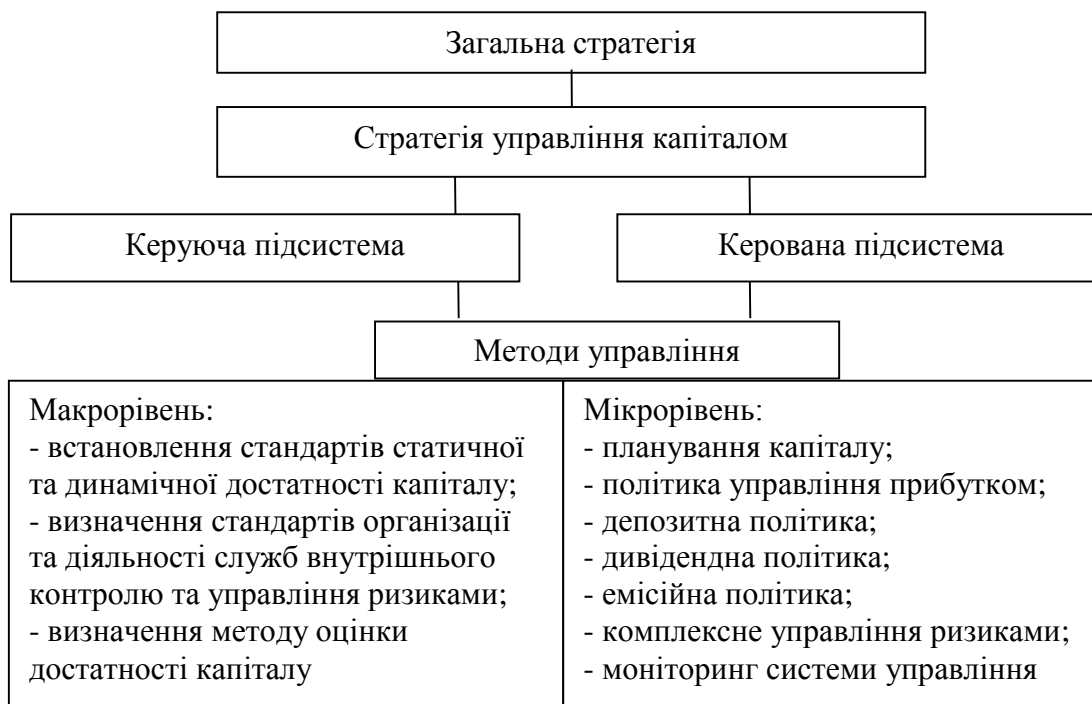 Загальна стратегія
Стратегія управління капіталом
Керуюча підсистема
Керована підсистема
Методи управління
Макрорівень:
- встановлення стандартів статичної
та динамічної достатності капіталу;
- визначення стандартів організації
та діяльності служб внутрішнього
контролю та управління ризиками;
- визначення методу оцінки
достатності капіталу
Мікрорівень:
- планування капіталу;
- політика управління прибутком;
- депозитна політика;
- дивідендна політика;
- емісійна політика;
- комплексне управління ризиками;
- моніторинг системи управління